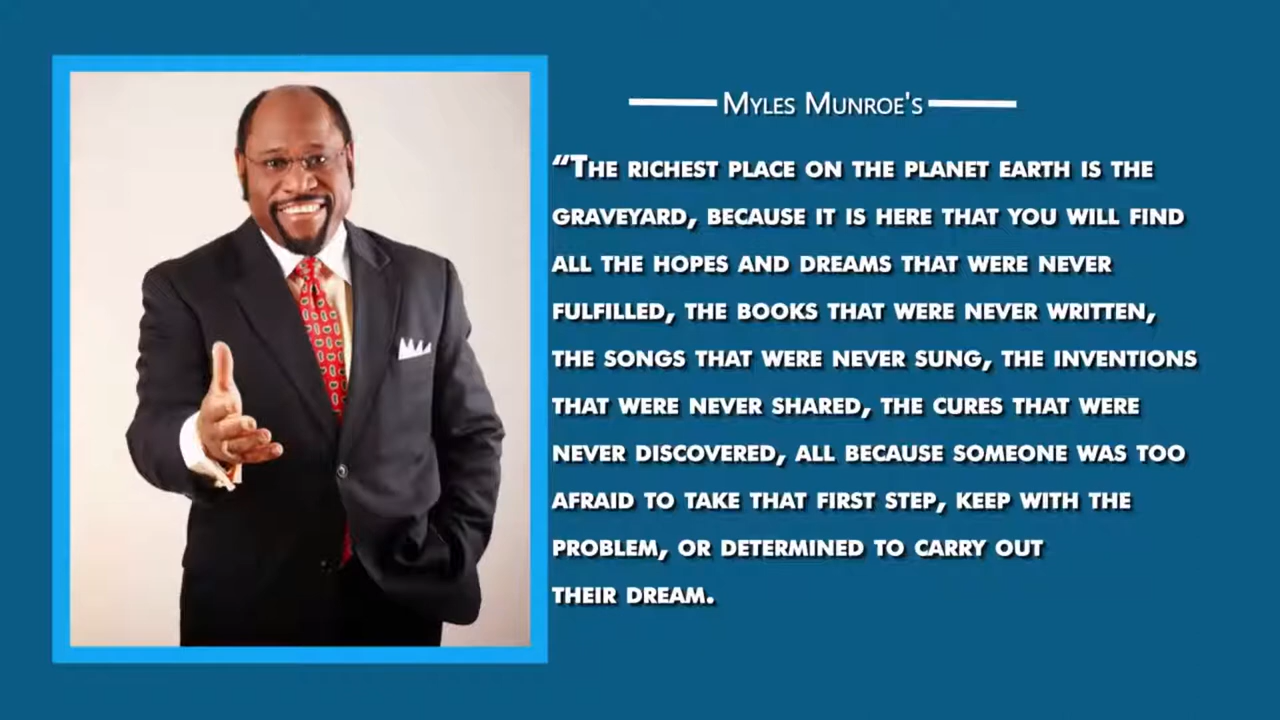 Myles Munroe's
“The richest place on the planet earth is the
graveyard, because it is here that you will find
all the hopes and dreams that were never
fulfilled, the books that were never written,
the songs that were never sung, the inventions
that were never shared, the cures that were
never discovered, all because someone was too
afraid to take that first step, keep with the
problem, or determined to carry out
their dream.